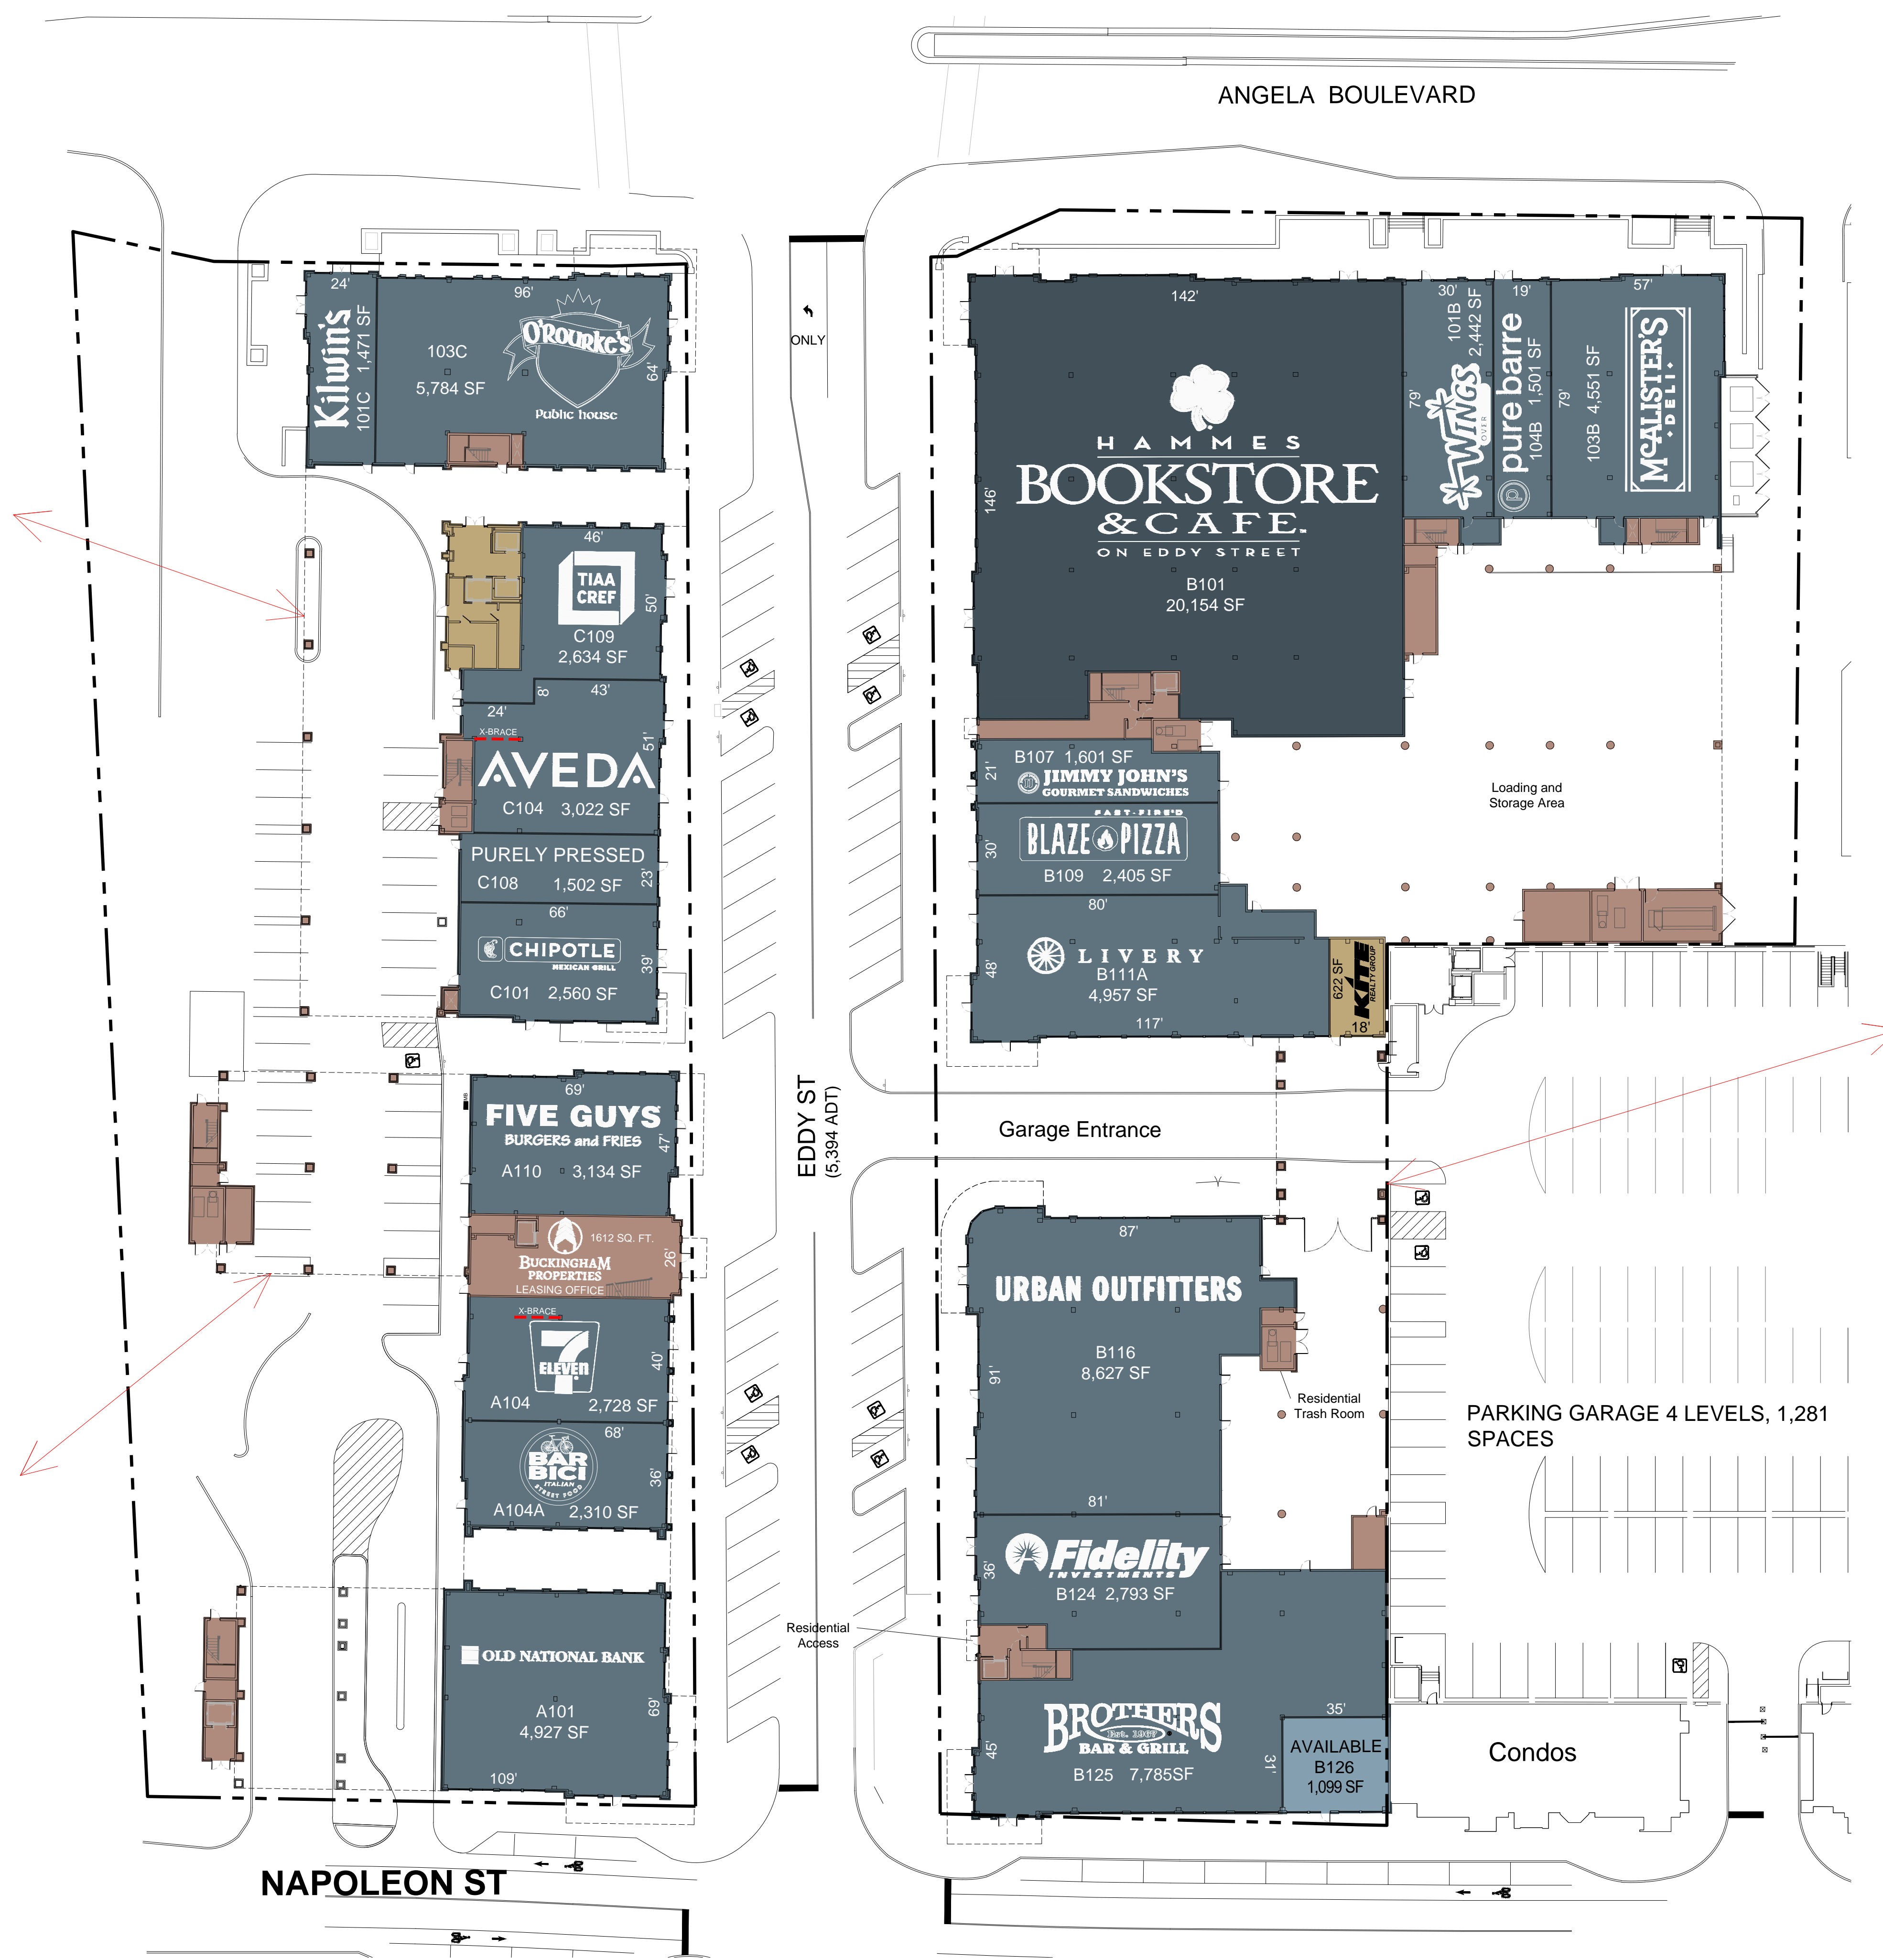 ANGELA BOULEVARD
24'
Kilwin's
101C 1,471 SF
96'
103C
5,784 SF
O'ROURKE'S
Public house
64'
ONLY
142'
146'
HAMMES
BOOKSTORE
& CAFE.
ON EDDY STREET
B101
20,154 SF
30'
79'
WINGS
OVER
101B
2,442 SF
19'
pure barre
104B 1,501 SF
p
57'
79'
103B 4,551 SF
McALISTER'S
DELI
46'
TIAA
CREF
50'
C109
2,634 SF
8'
43'
24'
X-BRACE
51'
AVEDA
C104 3,022 SF
PURELY PRESSED
C108 1,502 SF
23'
66'
CHIPOTLE
MEXICAN GRILL
39'
C101 2,560 SF
B107 1,601 SF
21'
JIMMY JOHN'S
GOURMET SANDWICHES
FAST-FIRE'D
BLAZE PIZZA
30'
B109 2,405 SF
80'
LIVERY
48'
B111A
4,957 SF
117'
622 SF
KITE
REALTY GROUP
18'
Loading and
Storage Area
69'
FIVE GUYS
BURGERS and FRIES
47'
A110 3,134 SF
1612 SQ. FT.
BUCKINGHAM
PROPERTIES
LEASING OFFICE
26'
X-BRACE
7
ELEVEn
40'
A104 2,728 SF
68'
BAR
BICI
ITALIAN
STREET FOOD
36'
A104A 2,310 SF
OLD NATIONAL BANK
A101
4,927 SF
69'
109'
EDDY ST
(5,394 ADT)
Garage Entrance
87'
URBAN OUTFITTERS
B116
8,627 SF
91'
81'
Residential
Trash Room
PARKING GARAGE 4 LEVELS, 1,281
SPACES
Fidelity
INVESTMENTS
36'
B124 2,793 SF
Residential
Access
BROTHERS
Est. 1967
BAR & GRILL
45'
B125 7,785SF
35'
31'
AVAILABLE
B126
1,099 SF
Condos
NAPOLEON ST